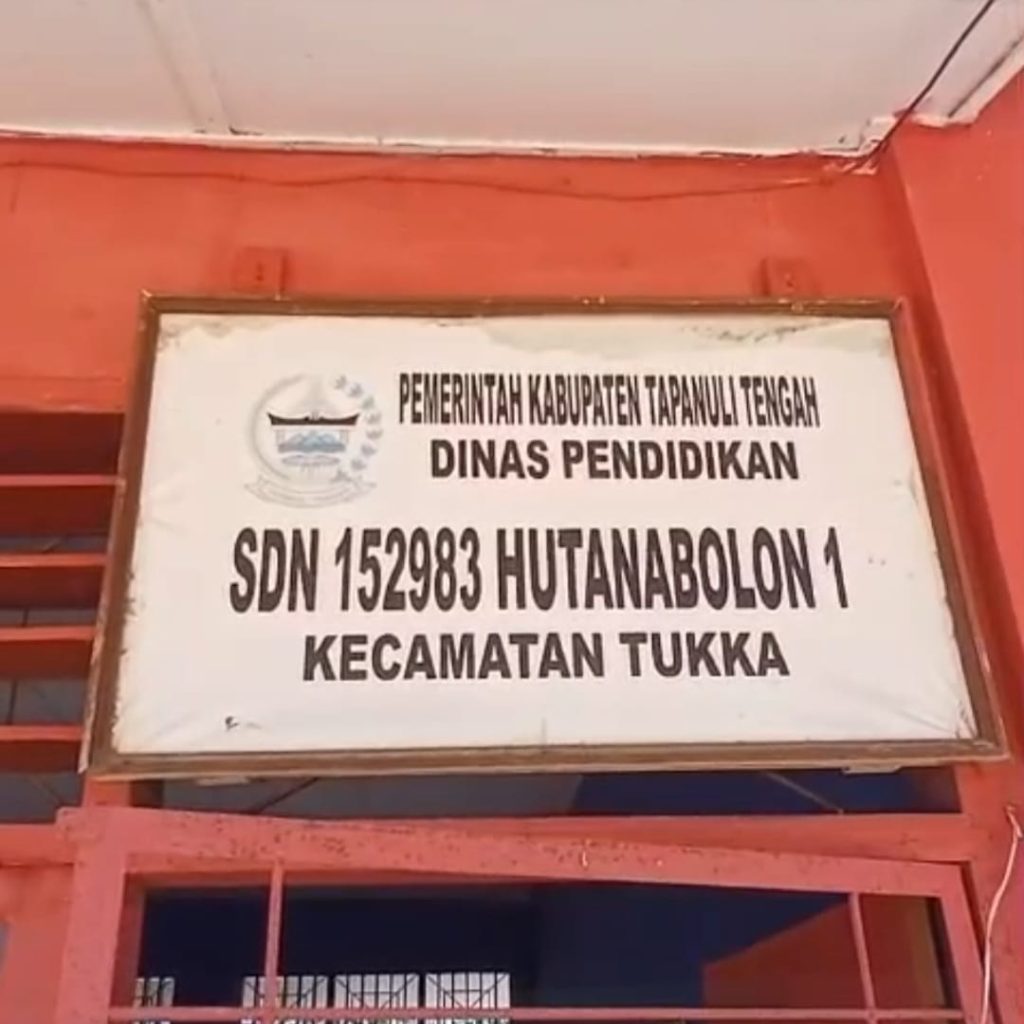 PEMERINTAH KABUPATEN TAPANULI TENGAH
DINAS PENDIDIKAN
SDN 152983 HUTANABOLON 1
KECAMATAN TUKKA